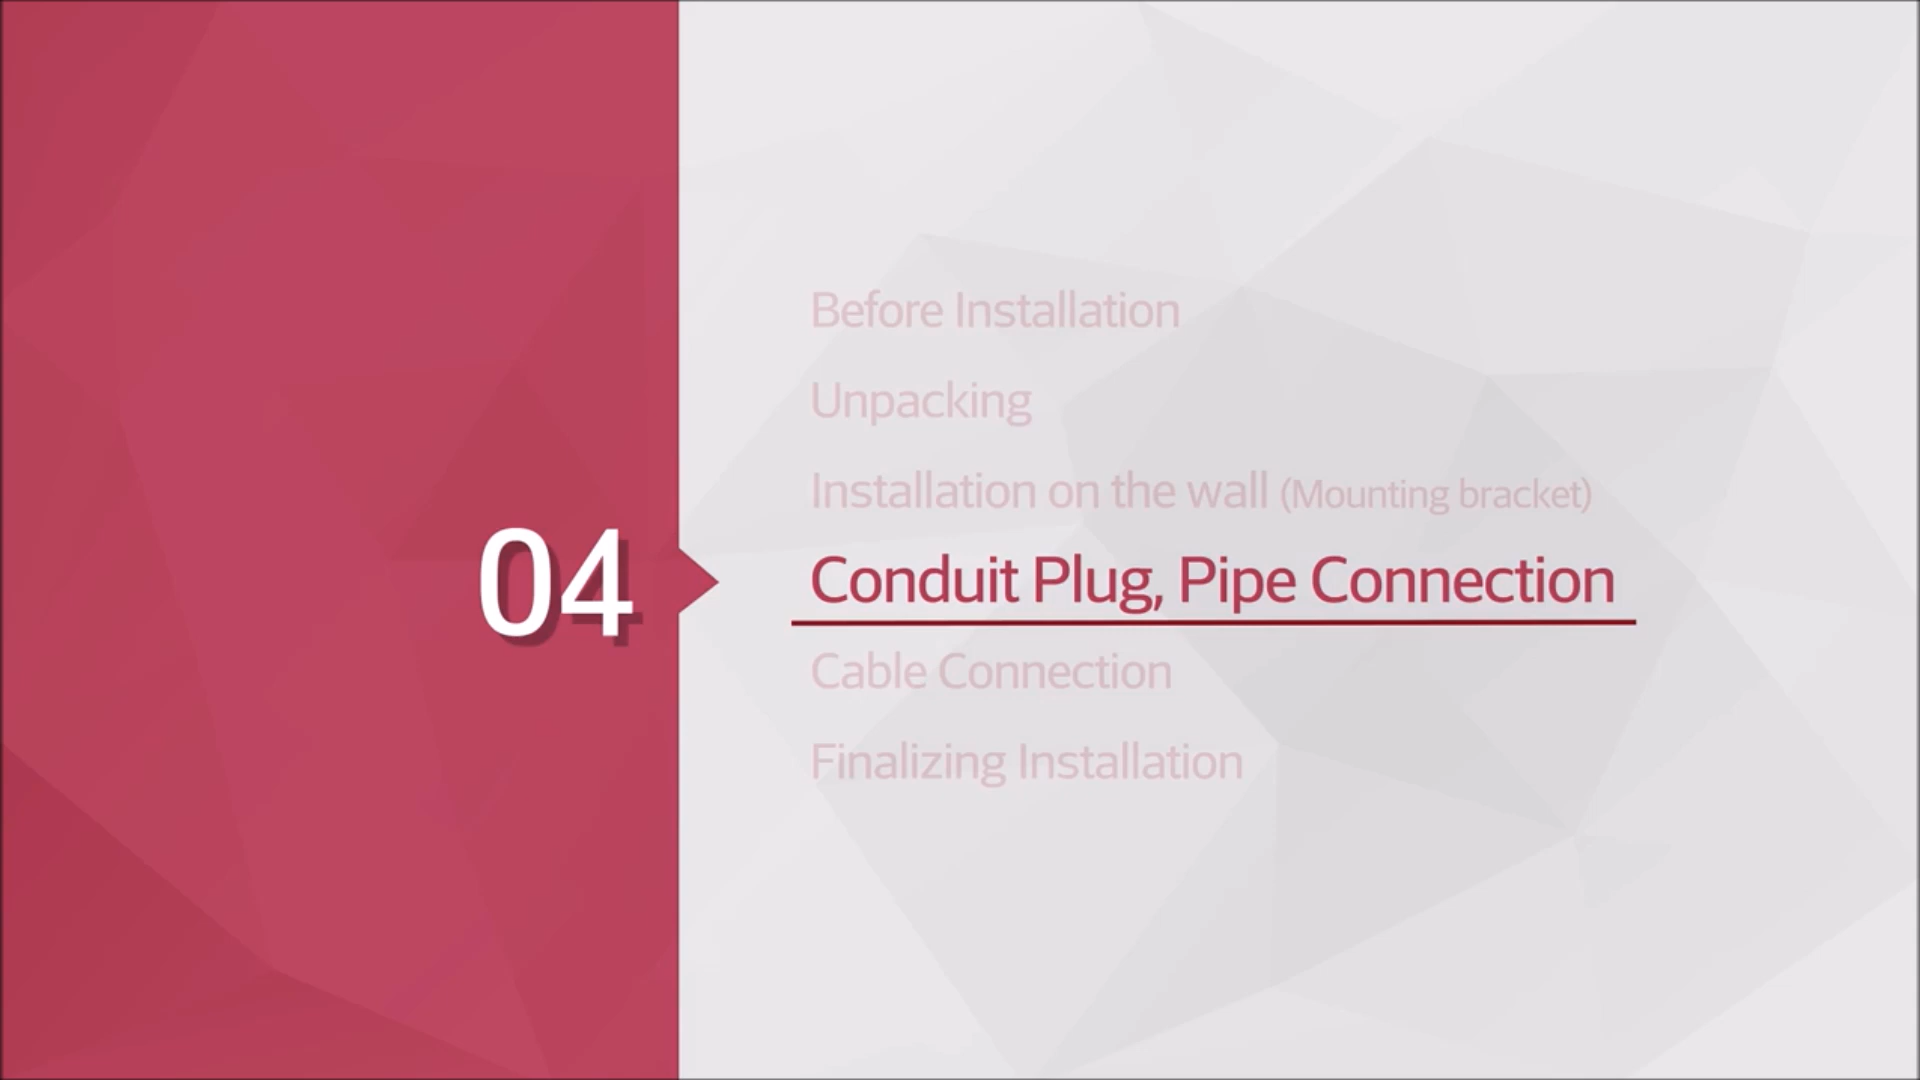 Before Installation
Unpacking
Installation on the wall (Mounting bracket)
04
Conduit Plug, Pipe Connection
Cable Connection
Finalizing Installation